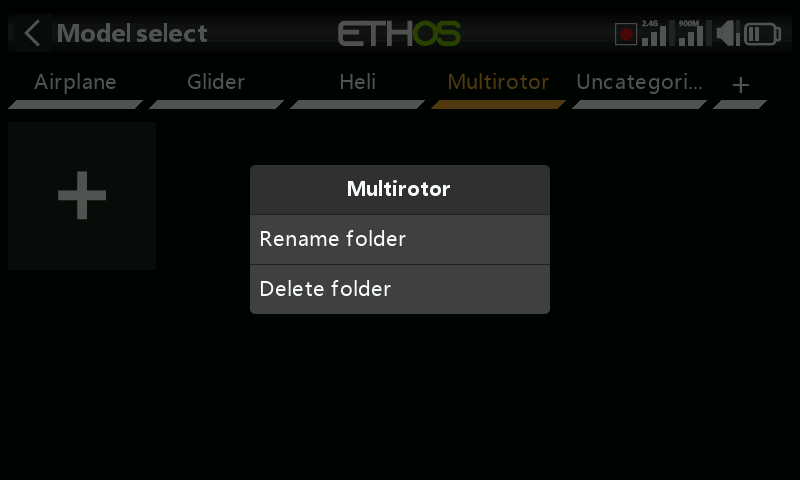 Model select
ETHOS
2.4G
900M
Airplane
Glider
Heli
Multirotor
Uncategori...
+
Multirotor
Rename folder
Delete folder